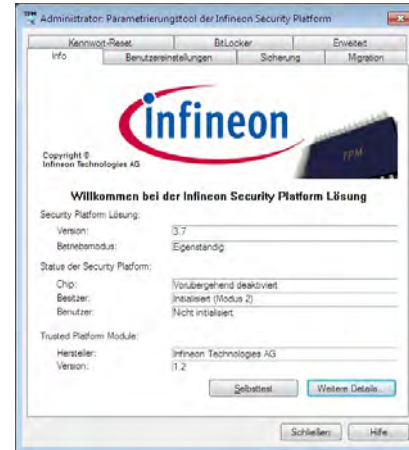 Administrator: Parametrierungstool der Infineon Security Platform
Kennwort-Reset BitLocker Erweitert
Info Benutzereinstellungen Sicherung Migration
infineon
TPM
Copyright ©
Infineon Technologies AG
Willkommen bei der Infineon Security Platform Lösung
Security Platform Lösung:
Version: 3.7
Betriebsmodus: Eigenständig
Status der Security Platform:
Chip: Vorübergehend deaktiviert
Besitzer: Initialisiert (Modus 2)
Benutzer: Nicht initialisiert
Trusted Platform Module:
Hersteller: Infineon Technologies AG
Version: 1.2
Selbsttest Weitere Details...
Schließen Hilfe